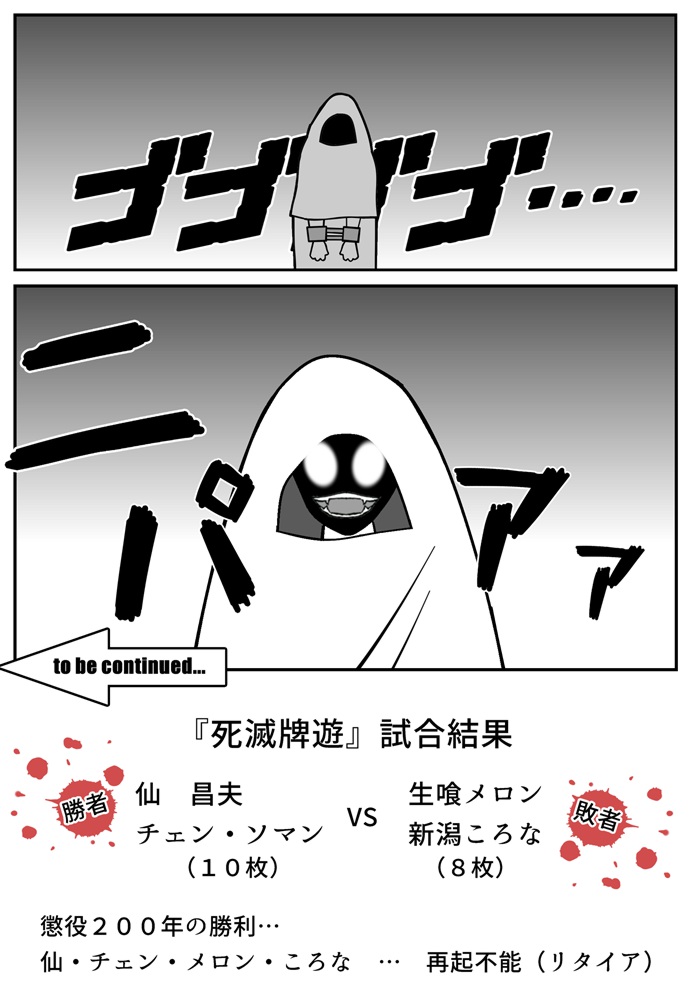 ゴゴゴゴ・・・・
ニパアァ
to be continued...
『死滅牌遊』試合結果
勝者
仙　昌夫
チェン・ソマン
（１０枚）
VS
生喰メロン
新潟ころな
（８枚）
敗者
懲役２００年の勝利…
仙・チェン・メロン・ころな　…　再起不能（リタイア）